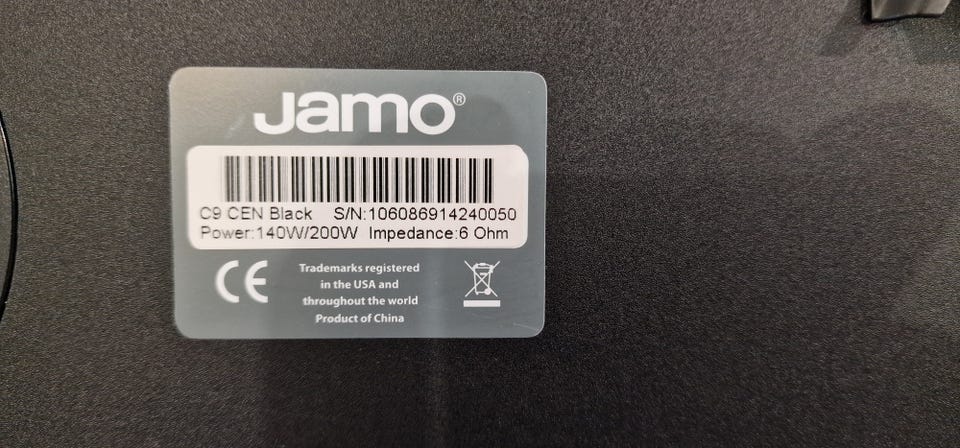 Jamo®
C9 CEN Black S/N:106086914240050
Power:140W/200W Impedance:6 Ohm
CE
Trademarks registered
in the USA and
throughout the world
Product of China